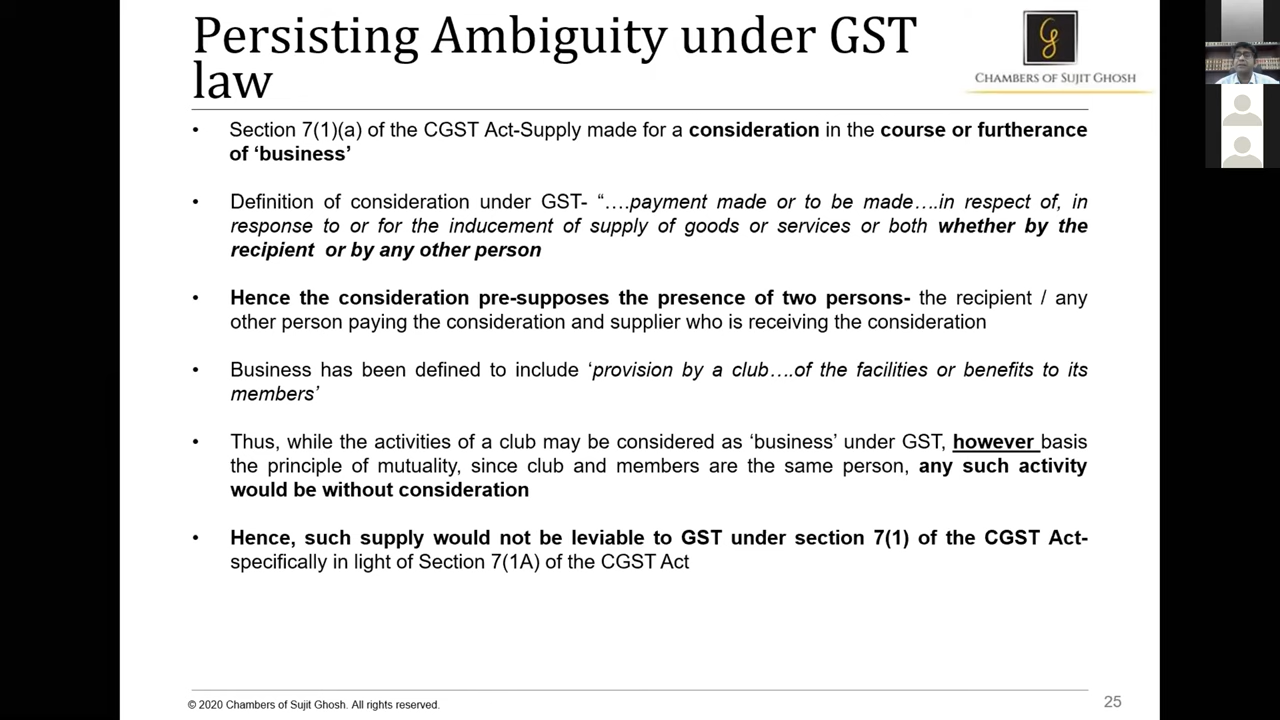 Persisting Ambiguity under GST
law
CHAMBERS OF SUJIT GHOSH
• Section 7(1)(a) of the CGST Act-Supply made for a consideration in the course or furtherance
of ‘business’
• Definition of consideration under GST- “….payment made or to be made….in respect of, in
response to or for the inducement of supply of goods or services or both whether by the
recipient or by any other person
• Hence the consideration pre-supposes the presence of two persons- the recipient / any
other person paying the consideration and supplier who is receiving the consideration
• Business has been defined to include ‘provision by a club….of the facilities or benefits to its
members’
• Thus, while the activities of a club may be considered as ‘business’ under GST, however basis
the principle of mutuality, since club and members are the same person, any such activity
would be without consideration
• Hence, such supply would not be leviable to GST under section 7(1) of the CGST Act-
specifically in light of Section 7(1A) of the CGST Act
© 2020 Chambers of Sujit Ghosh. All rights reserved.
25